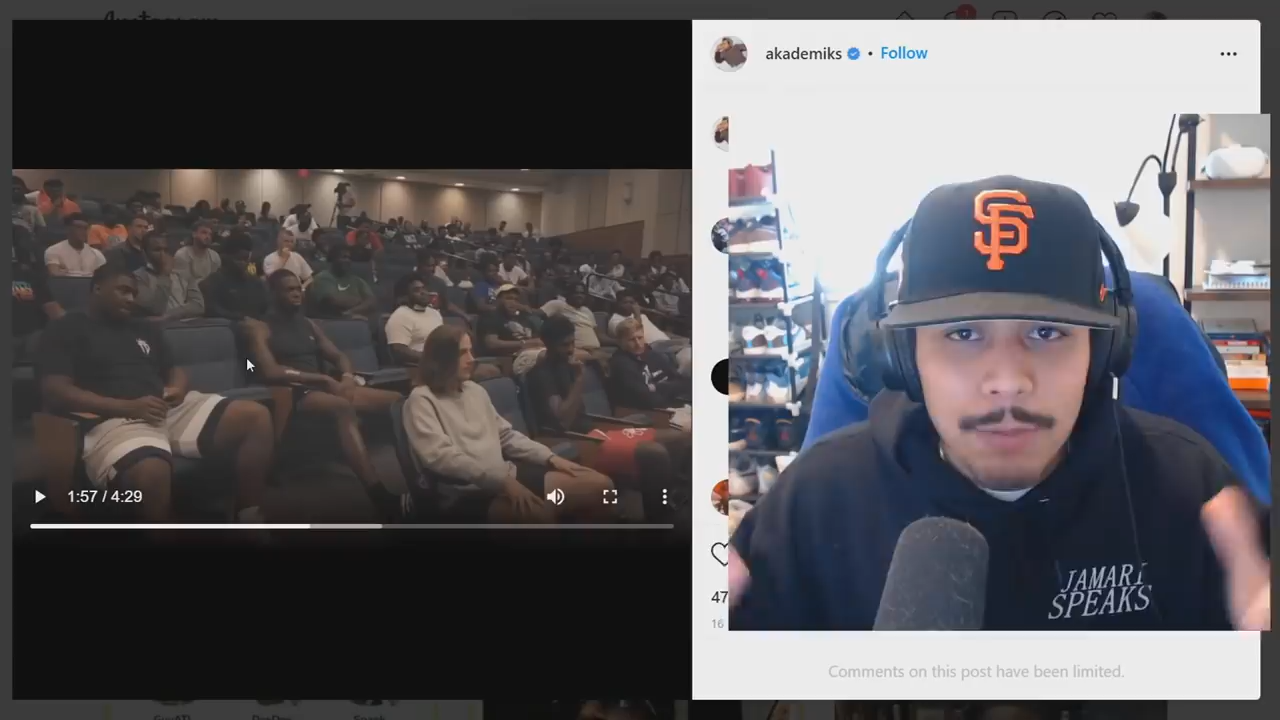 akademiks • Follow
SF
1:57 / 4:29
JAMARI
SPEAKS
47
16
Comments on this post have been limited.